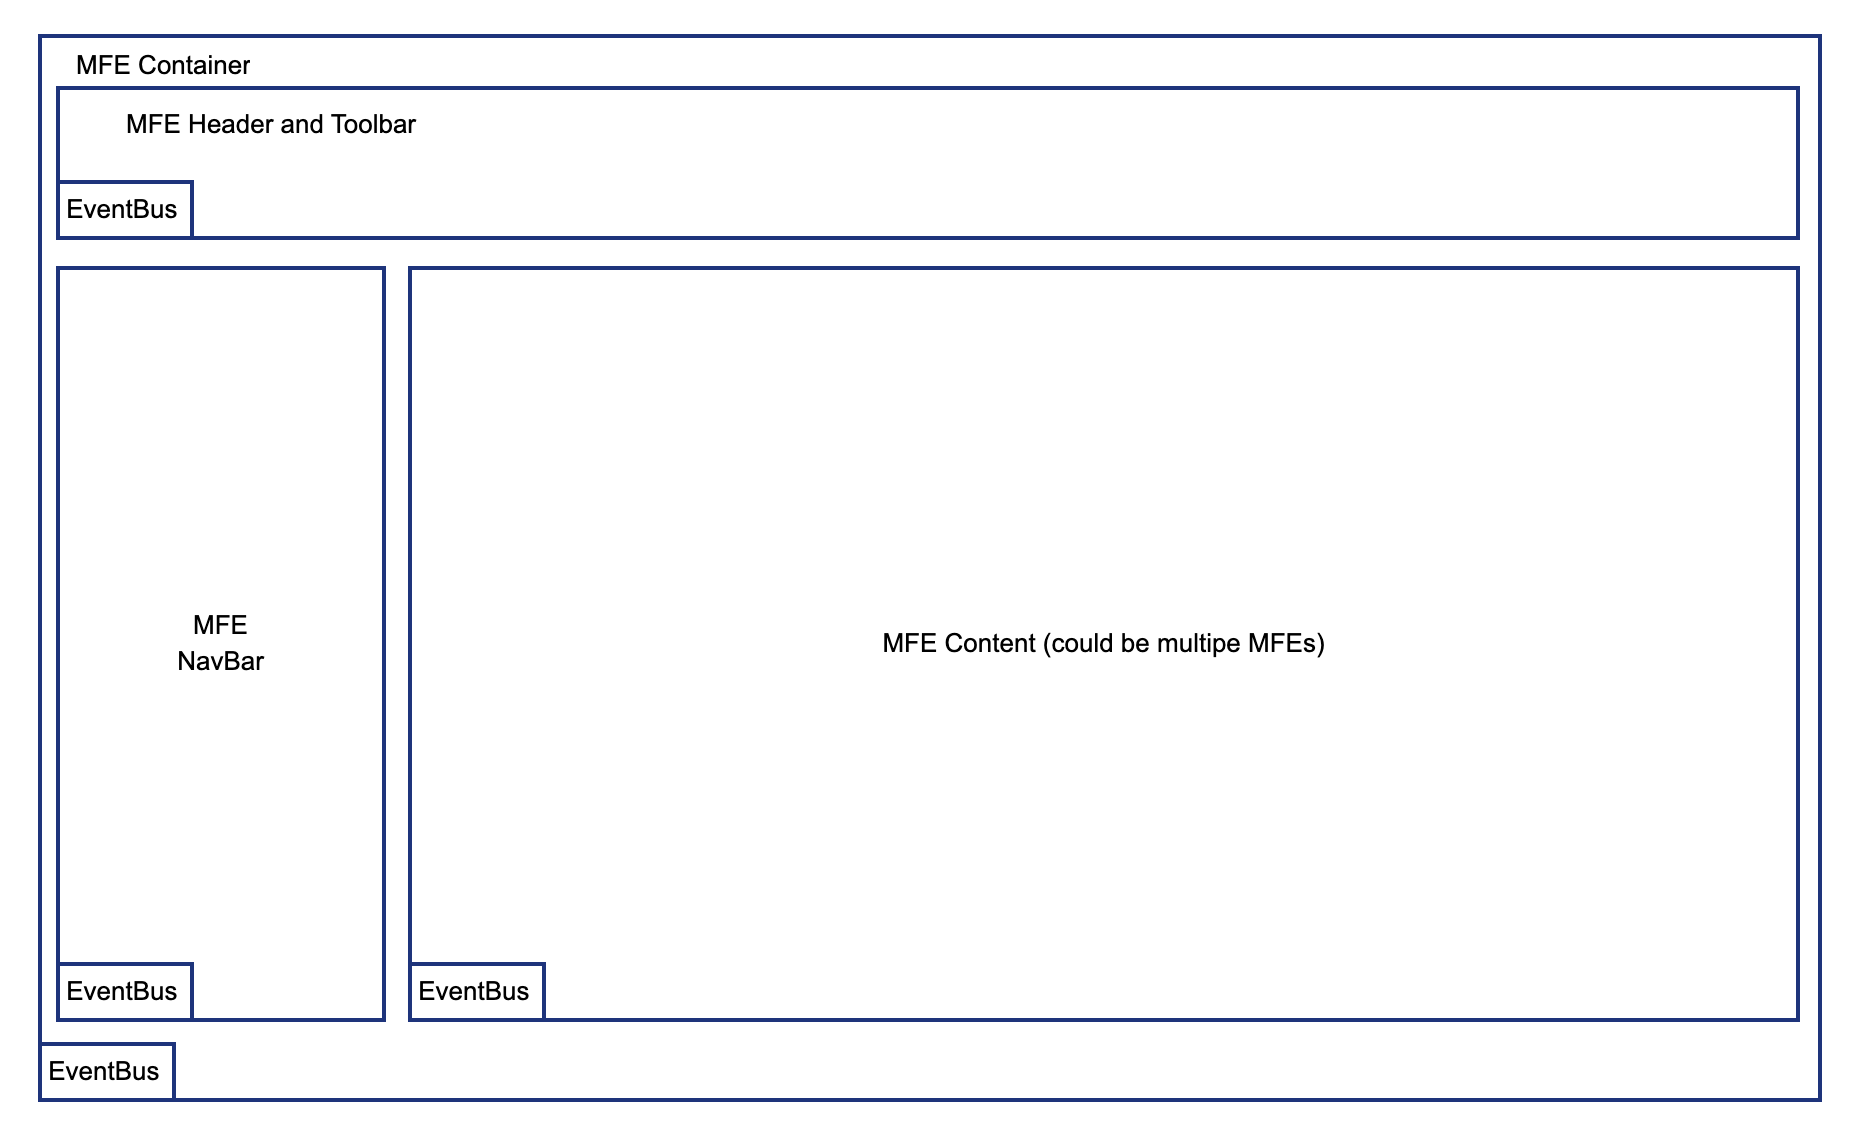 MFE Container
MFE Header and Toolbar
EventBus
MFE
NavBar
EventBus
MFE Content (could be multipe MFEs)
EventBus
EventBus